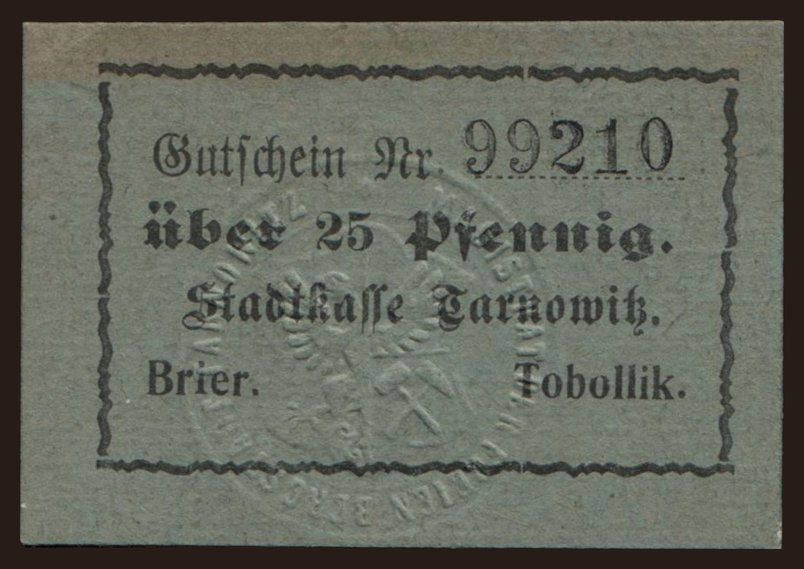 Gutschein Nr. 99210
über 25 Pfennig.
Stadtkasse Tarnowitz.
Brier. Tobollik.